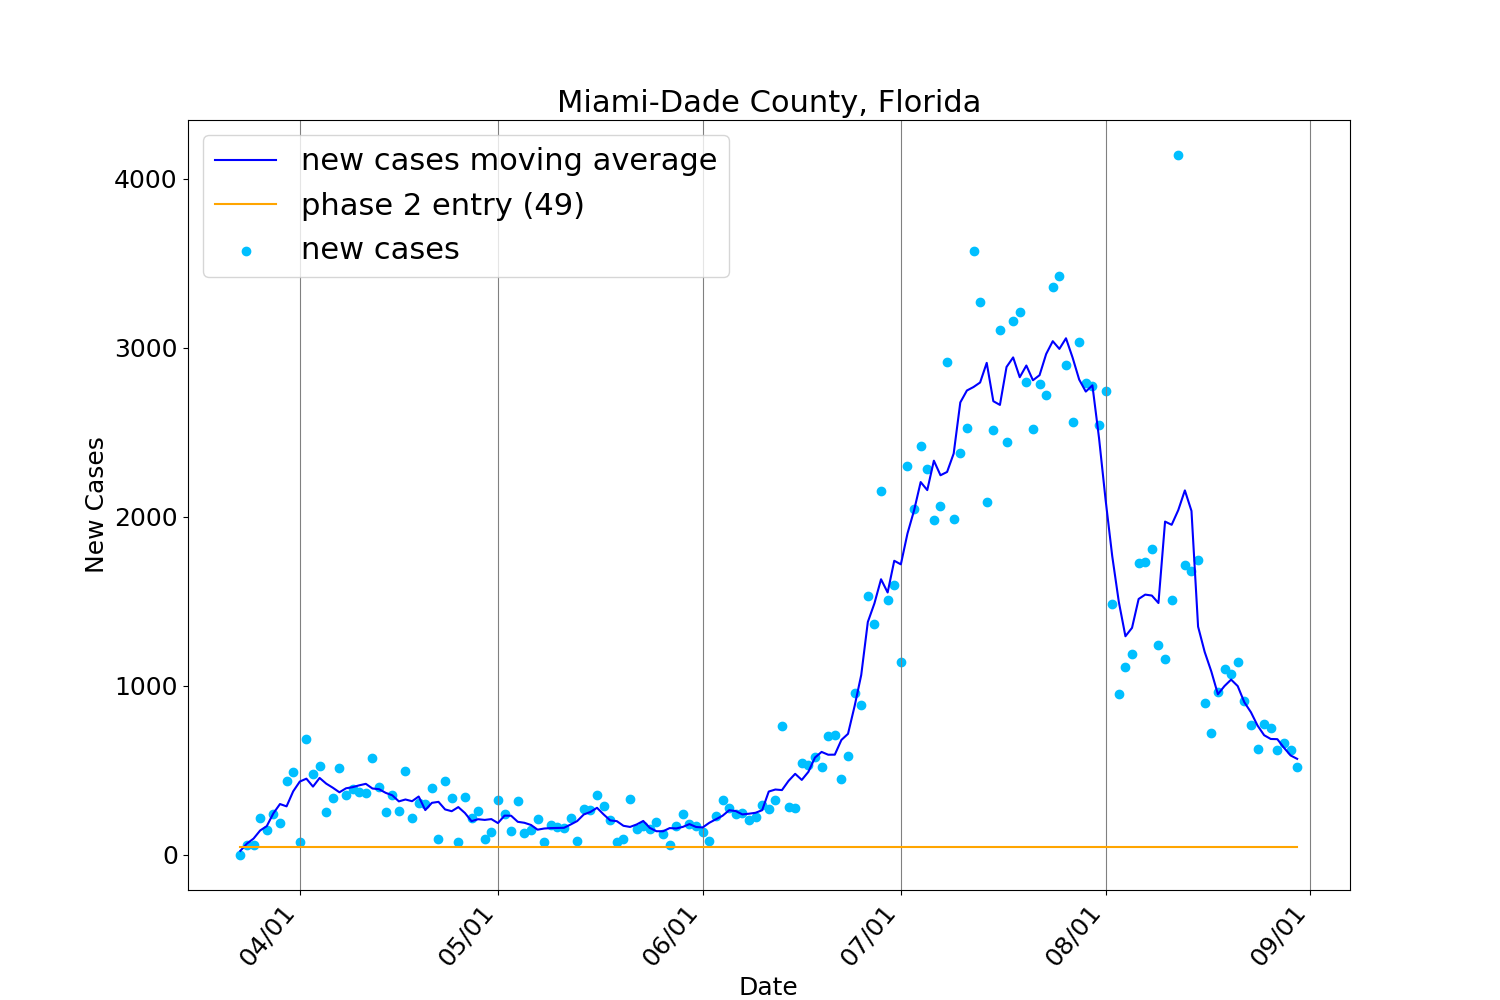 Miami-Dade County, Florida
new cases moving average
phase 2 entry (49)
new cases
4000
3000
2000
1000
0
New Cases
04/01
05/01
06/01
07/01
08/01
09/01
Date